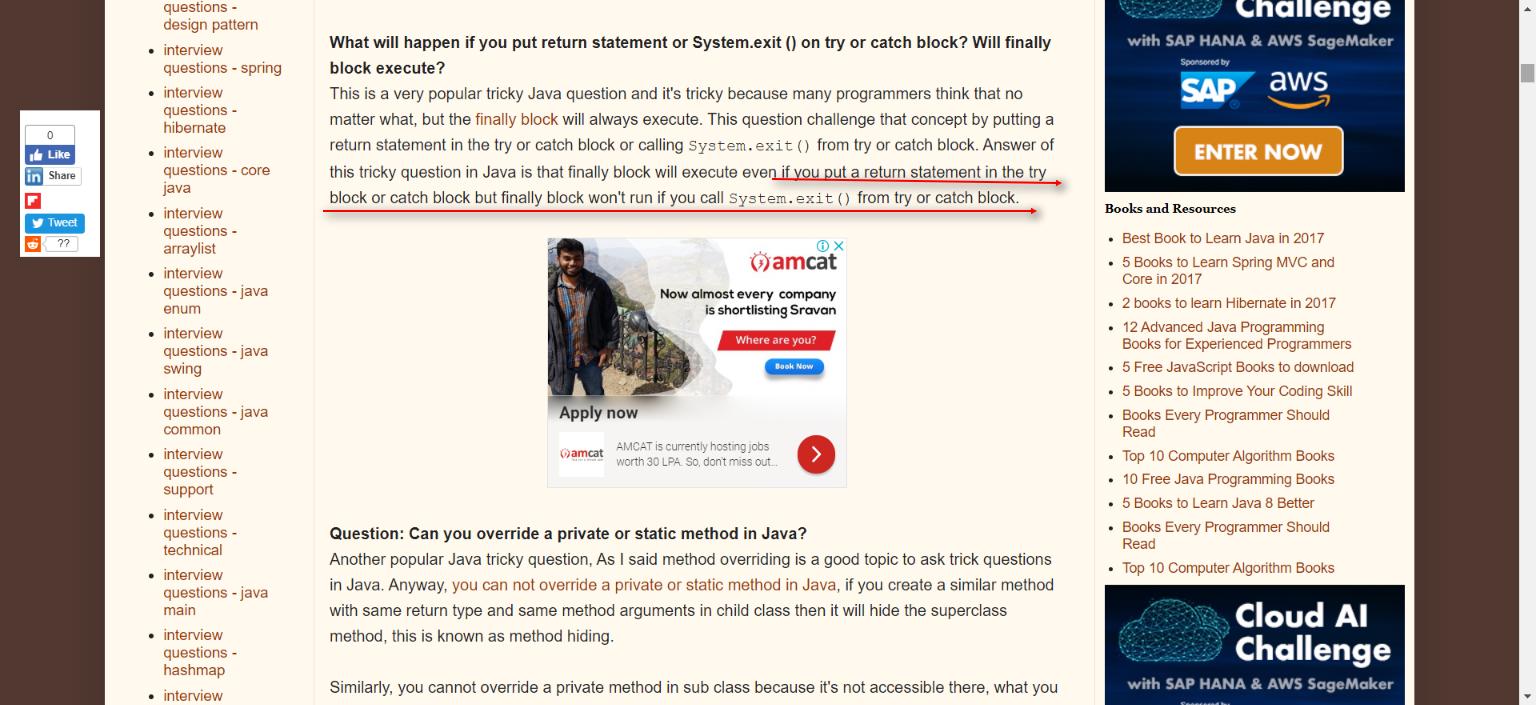 0
Like
Share
Tweet
??
questions -
design pattern
interview
questions - spring
interview
questions -
hibernate
interview
questions - core
java
interview
questions -
arraylist
interview
questions - java
enum
interview
questions - java
swing
interview
questions - java
common
interview
questions -
support
interview
questions -
technical
interview
questions - java
main
interview
questions -
hashmap
interview
What will happen if you put return statement or System.exit () on try or catch block? Will finally
block execute?
This is a very popular tricky Java question and it's tricky because many programmers think that no
matter what, but the finally block will always execute. This question challenge that concept by putting a
return statement in the try or catch block or calling System.exit() from try or catch block. Answer of
this tricky question in Java is that finally block will execute even if you put a return statement in the try
block or catch block but finally block won't run if you call System.exit() from try or catch block.
amcat
Now almost every company
is shortlisting Sravan
Where are you?
Book Now
Apply now
amcat
AMCAT is currently hosting jobs
worth 30 LPA. So, don't miss out...
Question: Can you override a private or static method in Java?
Another popular Java tricky question, As I said method overriding is a good topic to ask trick questions
in Java. Anyway, you can not override a private or static method in Java, if you create a similar method
with same return type and same method arguments in child class then it will hide the superclass
method, this is known as method hiding.
Similarly, you cannot override a private method in sub class because it's not accessible there, what you
Challenge
with SAP HANA & AWS SageMaker
Sponsored by
SAP aws
ENTER NOW
Books and Resources
Best Book to Learn Java in 2017
5 Books to Learn Spring MVC and
Core in 2017
2 books to learn Hibernate in 2017
12 Advanced Java Programming
Books for Experienced Programmers
5 Free JavaScript Books to download
5 Books to Improve Your Coding Skill
Books Every Programmer Should
Read
Top 10 Computer Algorithm Books
10 Free Java Programming Books
5 Books to Learn Java 8 Better
Books Every Programmer Should
Read
Top 10 Computer Algorithm Books
Cloud AI
Challenge
with SAP HANA & AWS SageMaker
Sponsored by